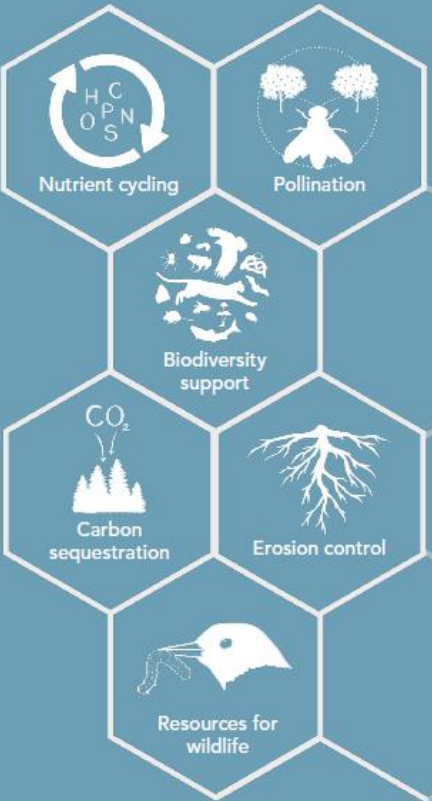 H C
P N
O S
Nutrient cycling
Pollination
Biodiversity
support
CO₂
Carbon
sequestration
Erosion control
Resources for
wildlife